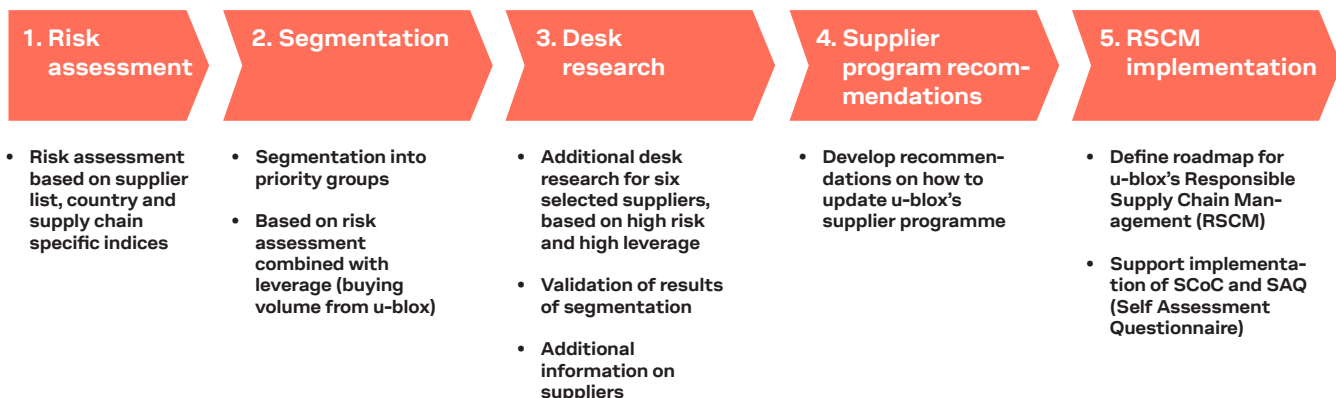 1. Risk
assessment
2. Segmentation
3. Desk
research
4. Supplier
program recom-
mendations
5. RSCM
implementation
• Risk assessment
based on supplier
list, country and
supply chain
specific indices
• Segmentation into
priority groups
• Based on risk
assessment
combined with
leverage (buying
volume from u-blox)
• Additional desk
research for six
selected suppliers,
based on high risk
and high leverage
• Validation of results
of segmentation
• Additional
information on
suppliers
• Develop recommen-
dations on how to
update u-blox's
supplier programme
• Define roadmap for
u-blox's Responsible
Supply Chain Man-
agement (RSCM)
• Support implementa-
tion of SCoC and SAQ
(Self Assessment
Questionnaire)